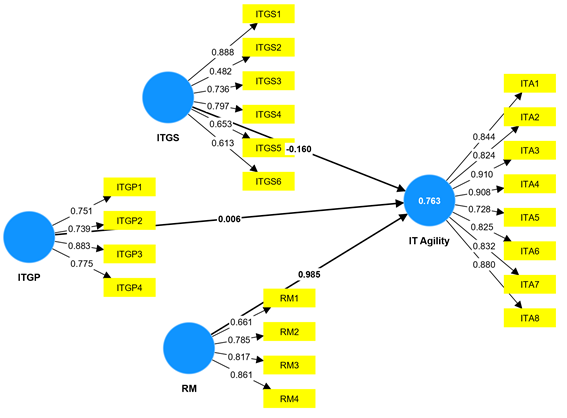 ITGS1
0.888
ITGS2
0.482
0.736
ITGS3
0.797
ITGS4
0.653
ITGS5
0.613
ITGS6
ITGS
-0.160
ITGP1
0.751
ITGP2
0.739
0.883
ITGP3
0.775
ITGP4
ITGP
0.006
0.985
RM1
0.661
RM2
0.785
0.817
RM3
0.861
RM4
RM
0.763
IT Agility
ITA1
0.844
ITA2
0.824
ITA3
0.910
0.908
ITA4
0.728
ITA5
0.825
ITA6
0.832
ITA7
0.880
ITA8